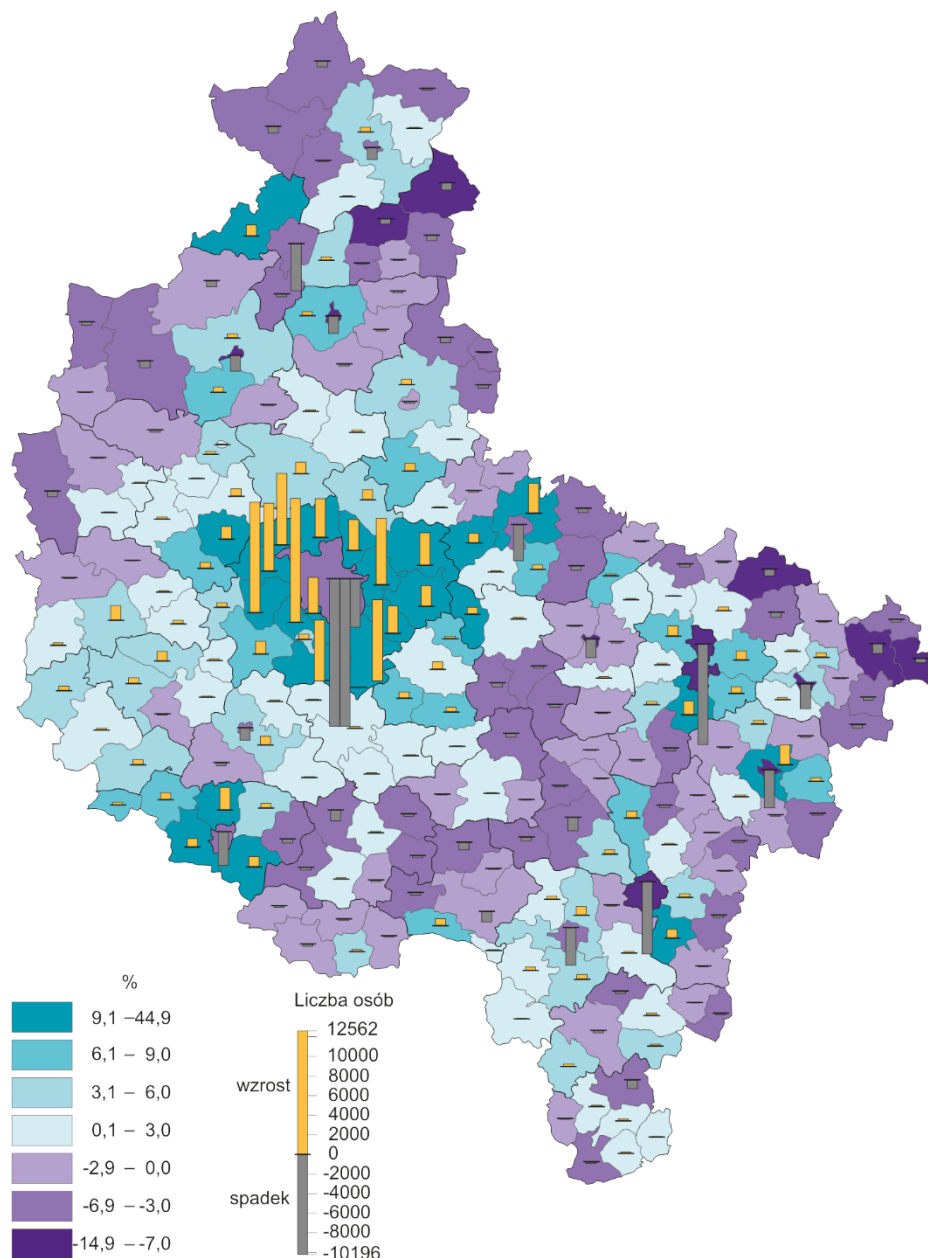 %
9,1 – 44,9
6,1 – 9,0
3,1 – 6,0
0,1 – 3,0
-2,9 – 0,0
-6,9 – -3,0
-14,9 – -7,0
Liczba osób
12562
10000
8000
wzrost
6000
4000
2000
0
-2000
-4000
spadek
-6000
-8000
-10196